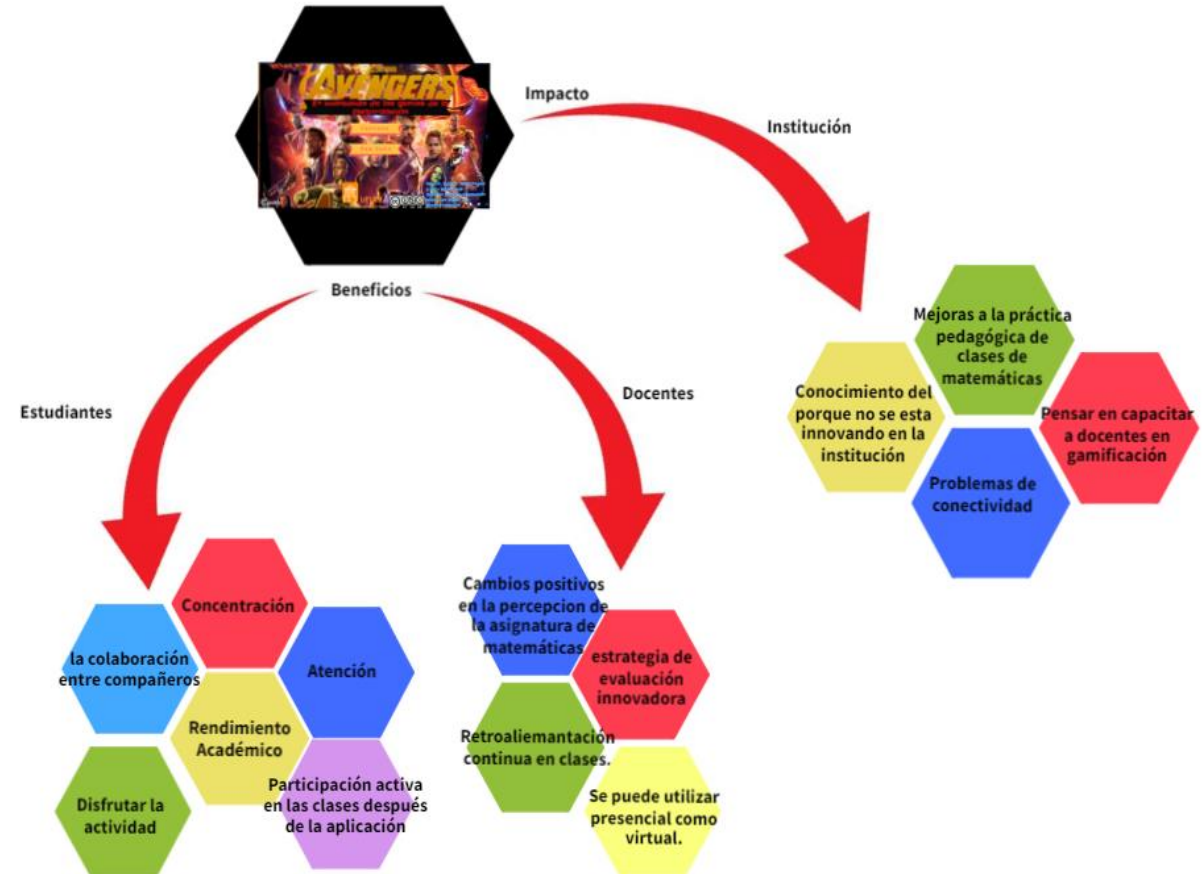 AVENGERS
Impacto
Institución
Beneficios
Estudiantes
Docentes
Mejoras a la práctica
pedagógica de
clases de
matemáticas
Conocimiento del
porque no se esta
innovando en la
institución
Pensar en capacitar
a docentes en
gamificación
Problemas de
conectividad
Concentración
la colaboración
entre compañeros
Atención
Rendimiento
Académico
Disfrutar la
actividad
Participación activa
en las clases después
de la aplicación
Cambios positivos
en la percepcion de
la asignatura de
matemáticas
estrategia de
evaluación
innovadora
Retroaliemantación
continua en clases.
Se puede utilizar
presencial como
virtual.